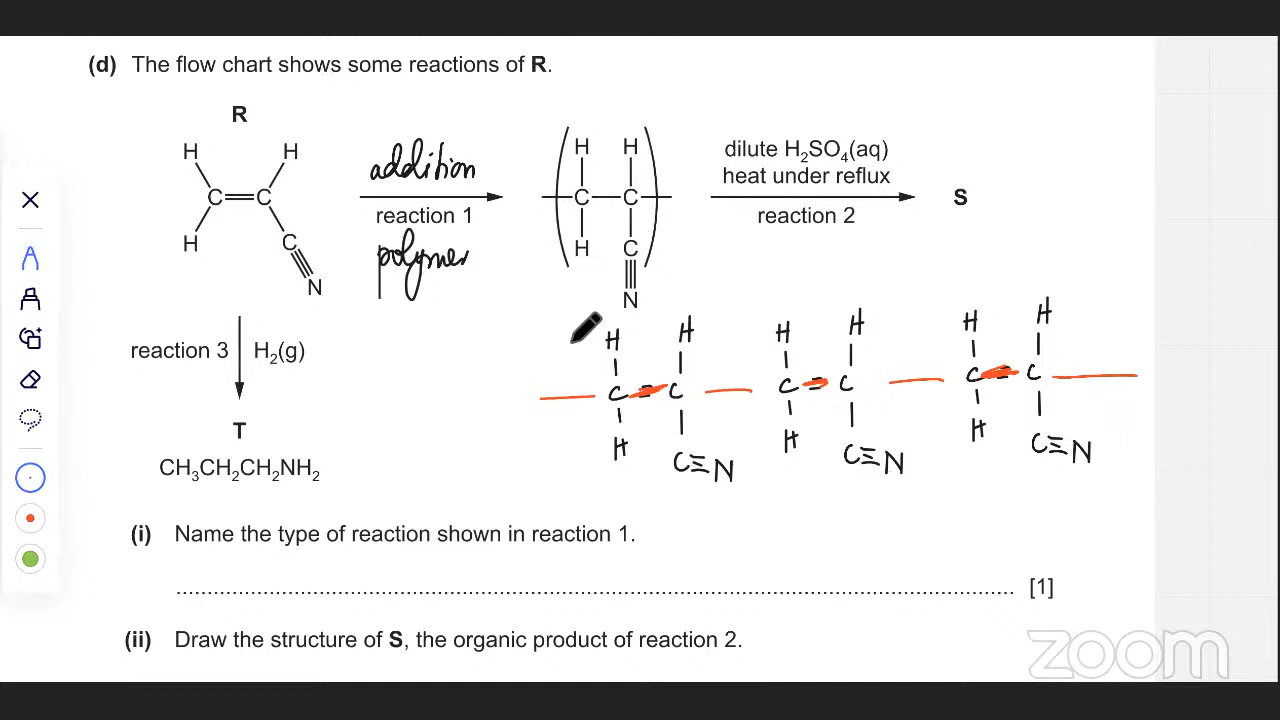 (d) The flow chart shows some reactions of R.
R
H H
C C
H
C
N
addition
reaction 1
polymer
H H
C C
H C
N
dilute H₂SO₄(aq)
heat under reflux
reaction 2
S
reaction 3 H₂(g)
T
CH₃CH₂CH₂NH₂
H H H H H H
C = C C = C C = C
H C≡N H C≡N H C≡N
(i) Name the type of reaction shown in reaction 1.
[1]
(ii) Draw the structure of S, the organic product of reaction 2.
zoom